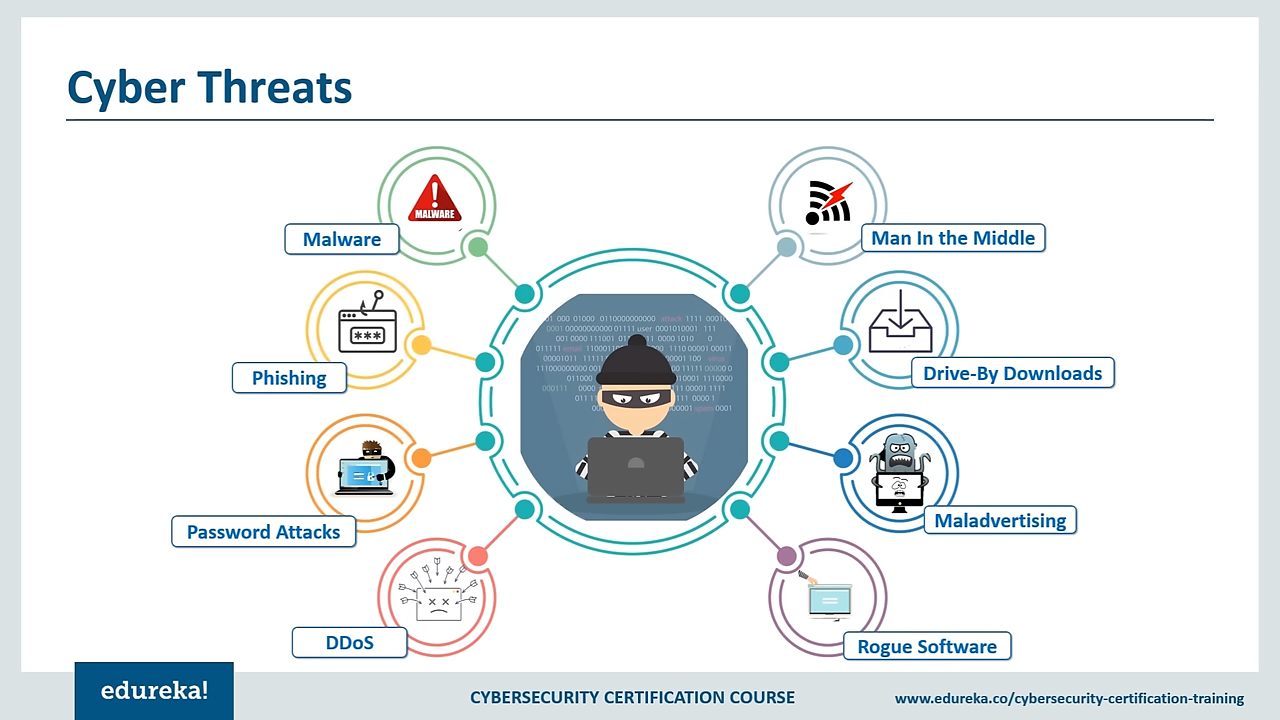 Cyber Threats
MALWARE
Malware
Man In the Middle
***
Phishing
Drive-By Downloads
Password Attacks
Maladvertising
DDoS
Rogue Software
edureka!
CYBERSECURITY CERTIFICATION COURSE
www.edureka.co/cybersecurity-certification-training